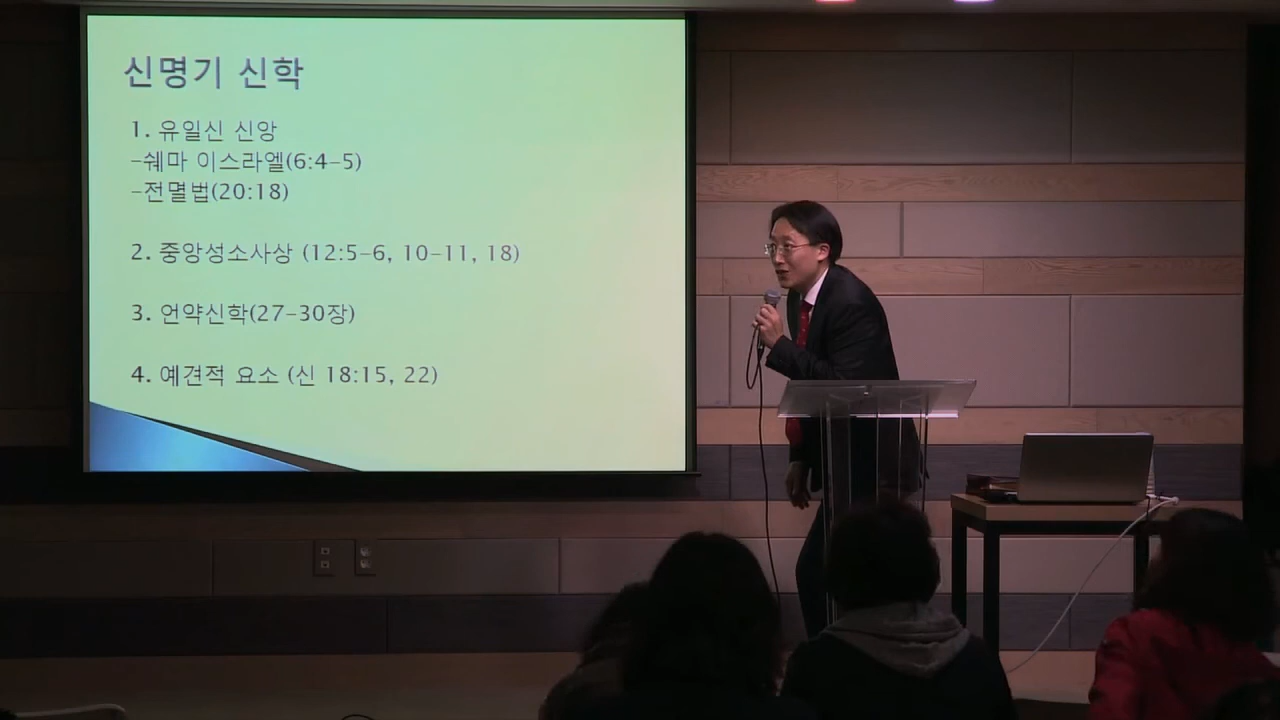 신명기 신학
1. 유일신 신앙
-쉐마 이스라엘(6:4-5)
-전멸법(20:18)
2. 중앙성소사상 (12:5-6, 10-11, 18)
3. 언약신학(27-30장)
4. 예견적 요소 (신 18:15, 22)